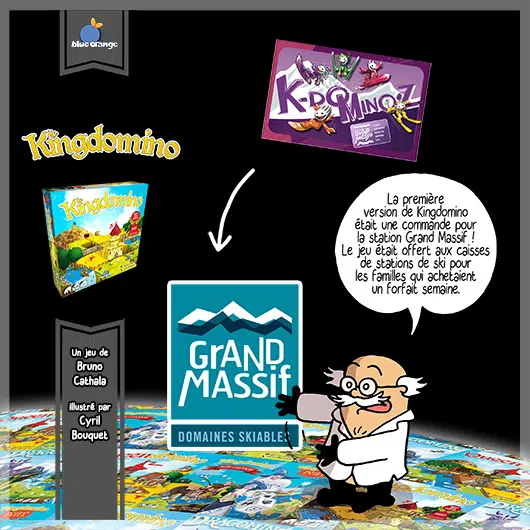 blue orange
K-DOMINO'Z
GRAND
MASSIF
Kingdomino
Kingdomino
La première
version de Kingdomino
était une commande pour
la station Grand Massif !
Le jeu était offert aux caisses
de stations de ski pour
les familles qui achetaient
un forfait semaine.
GRAND
MASSIF
DOMAINES SKIABLES
Un jeu de
Bruno
Cathala
illustré par
Cyril
Bouquet